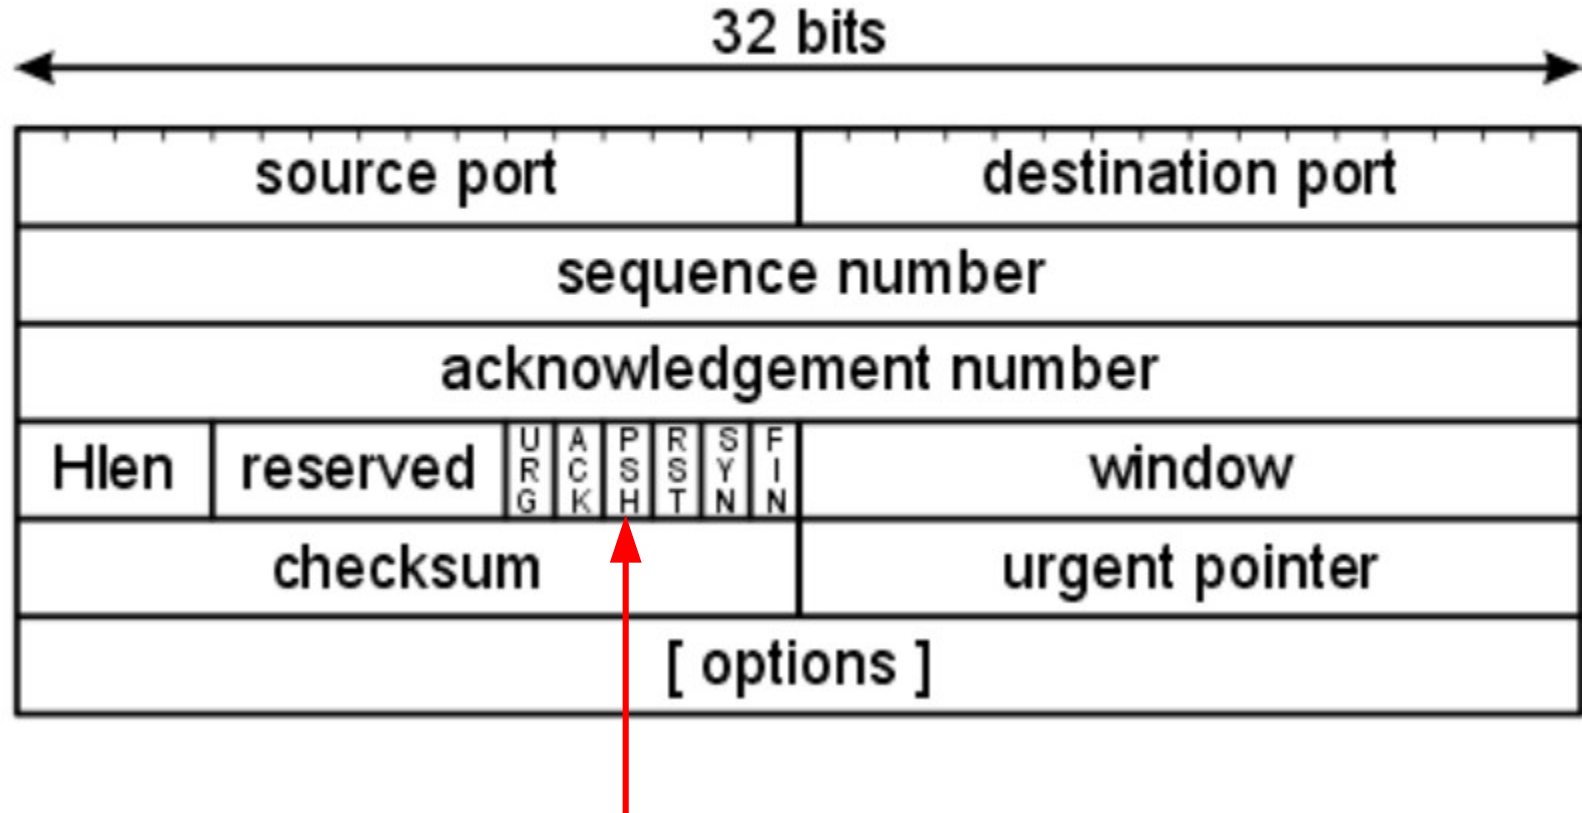 32 bits
source port destination port
sequence number
acknowledgement number
Hlen reserved URG ACK PSH RST SYN FIN window
checksum urgent pointer
[ options ]